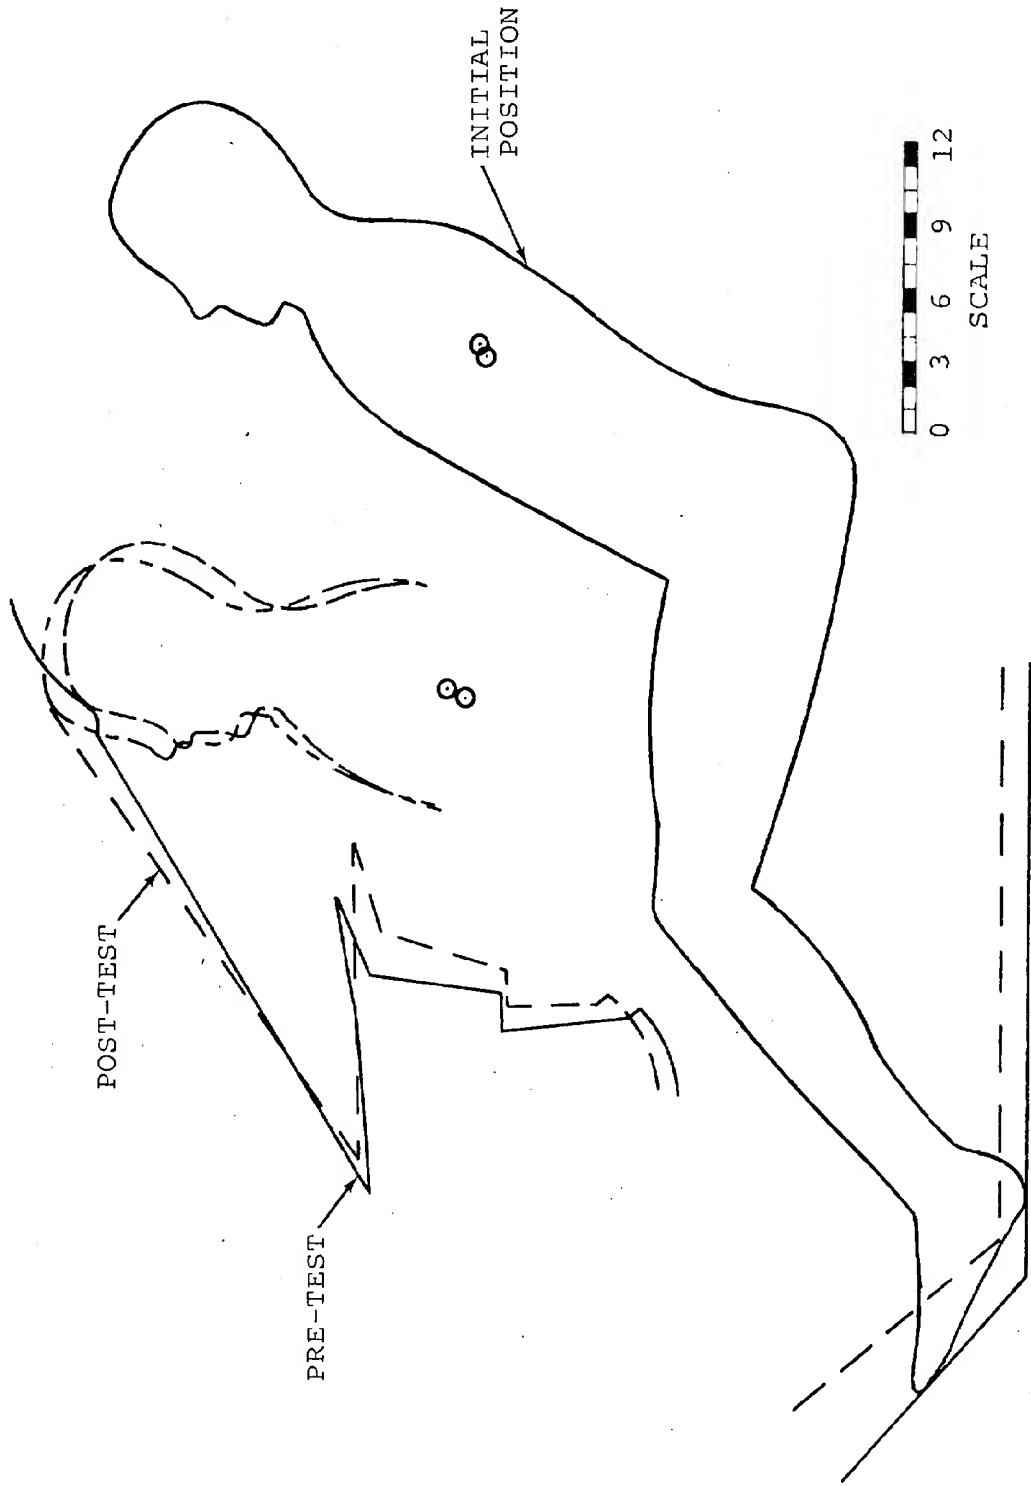 POST-TEST
PRE-TEST
INITIAL
POSITION
0 3 6 9 12
SCALE